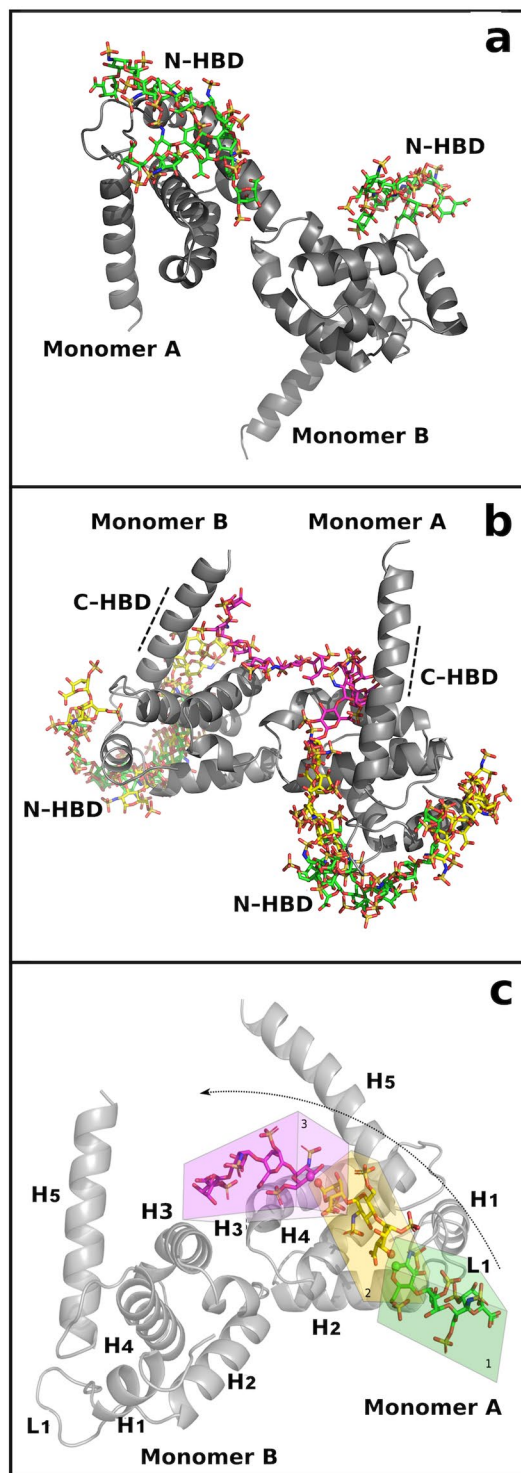 a
N-HBD
N-HBD
Monomer A
Monomer B
b
Monomer B
Monomer A
C-HBD
C-HBD
N-HBD
N-HBD
c
H5
3
H5
H1
H3
H3
H4
L1
H2
2
H4
H2
1
L1
H1
Monomer A
Monomer B